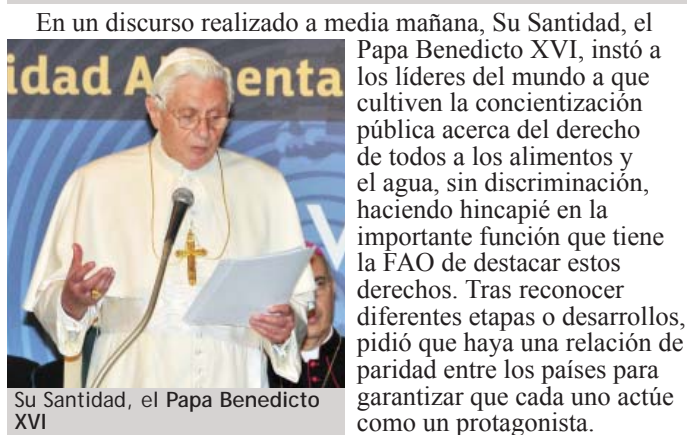 En un discurso realizado a media mañana, Su Santidad, el
Papa Benedicto XVI, instó a
los líderes del mundo a que
cultiven la concientización
pública acerca del derecho
de todos a los alimentos y
el agua, sin discriminación,
haciendo hincapié en la
importante función que tiene
la FAO de destacar estos
derechos. Tras reconocer
diferentes etapas o desarrollos,
pidió que haya una relación de
paridad entre los países para
garantizar que cada uno actúe
como un protagonista.
idad Alimenta
Su Santidad, el Papa Benedicto
XVI